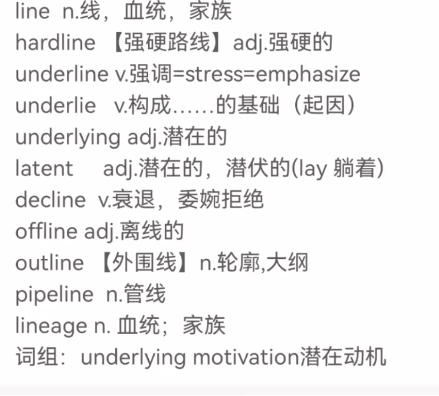 line  n.线，血统，家族
hardline 【强硬路线】adj.强硬的
underline v.强调=stress=emphasize
underlie   v.构成……的基础（起因）
underlying adj.潜在的
latent     adj.潜在的，潜伏的(lay 躺着）
decline  v.衰退，委婉拒绝
offline adj.离线的
outline 【外围线】n.轮廓,大纲
pipeline  n.管线
lineage n. 血统；家族
词组：underlying motivation潜在动机